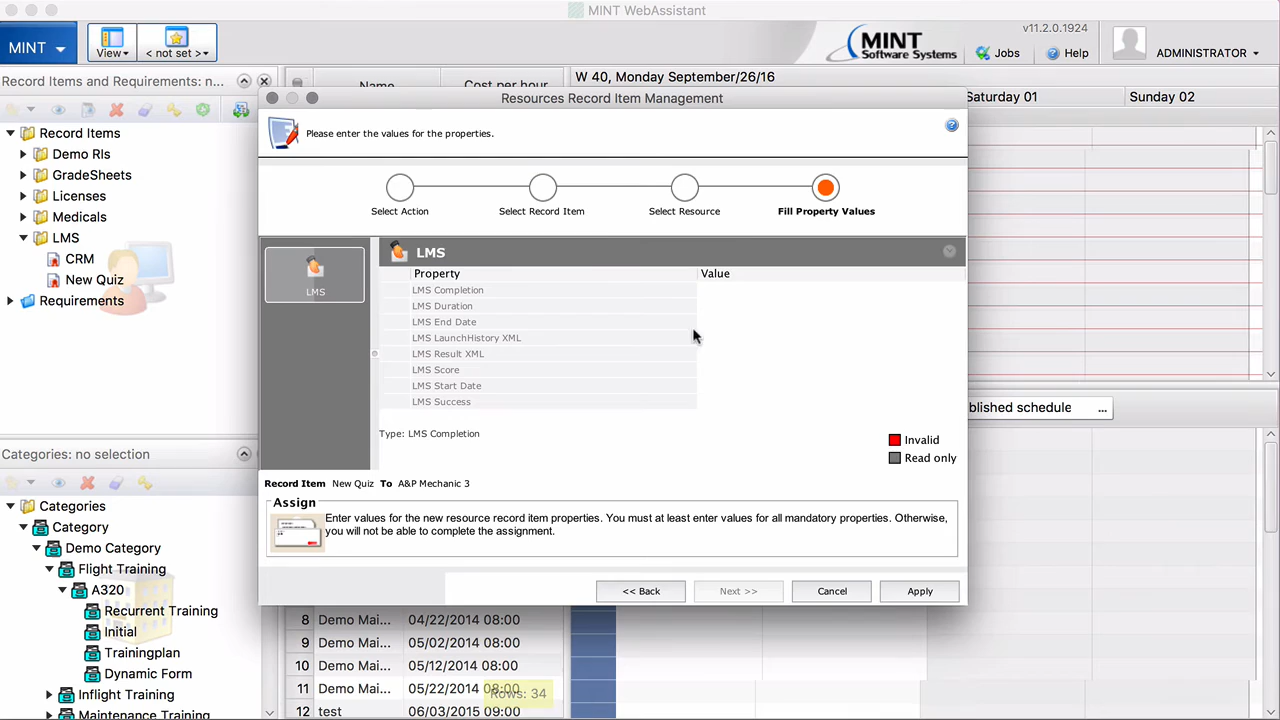 MINT WebAssistant
MINT
View
< not set >
MINT
Software Systems
v11.2.0.1924
Jobs
Help
ADMINISTRATOR
Record Items and Requirements: n...
Name
Cost per hour
W 40, Monday September/26/16
Saturday 01
Sunday 02
Resources Record Item Management
Please enter the values for the properties.
Select Action
Select Record Item
Select Resource
Fill Property Values
Record Items
Demo RIs
GradeSheets
Licenses
Medicals
LMS
CRM
New Quiz
Requirements
LMS
LMS
Property
Value
LMS Completion
LMS Duration
LMS End Date
LMS LaunchHistory XML
LMS Result XML
LMS Score
LMS Start Date
LMS Success
Type: LMS Completion
Invalid
Read only
blished schedule
...
Record Item New Quiz To A&P Mechanic 3
Assign
Enter values for the new resource record item properties. You must at least enter values for all mandatory properties. Otherwise,
you will not be able to complete the assignment.
<< Back
Next >>
Cancel
Apply
Categories: no selection
Categories
Category
Demo Category
Flight Training
A320
Recurrent Training
Initial
Trainingplan
Dynamic Form
Inflight Training
Maintenance Training
8 Demo Mai... 04/22/2014 08:00
9 Demo Mai... 05/02/2014 08:00
10 Demo Mai... 05/12/2014 08:00
11 Demo Mai... 05/22/2014 08:00
Rows: 34
12 test 06/03/2015 09:00